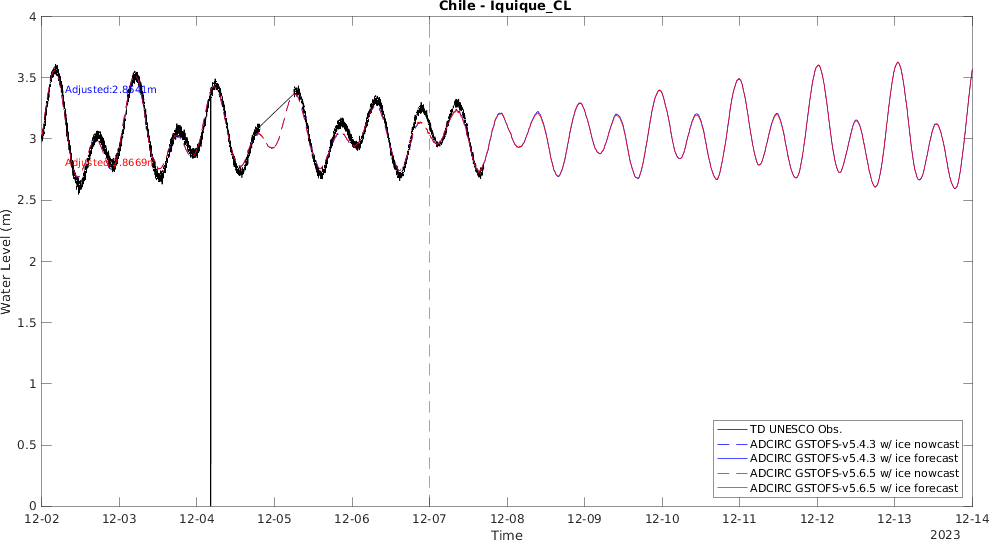 Chile - Iquique_CL
4
3.5
3
2.5
2
1.5
1
0.5
0
Water Level (m)
Adjusted:2.8541m
TD UNESCO Obs.
ADCIRC GSTOFS-v5.4.3 w/ ice nowcast
ADCIRC GSTOFS-v5.4.3 w/ ice forecast
ADCIRC GSTOFS-v5.6.5 w/ ice nowcast
ADCIRC GSTOFS-v5.6.5 w/ ice forecast
12-02 12-03 12-04 12-05 12-06 12-07 12-08 12-09 12-10 12-11 12-12 12-13 12-14
Time
2023